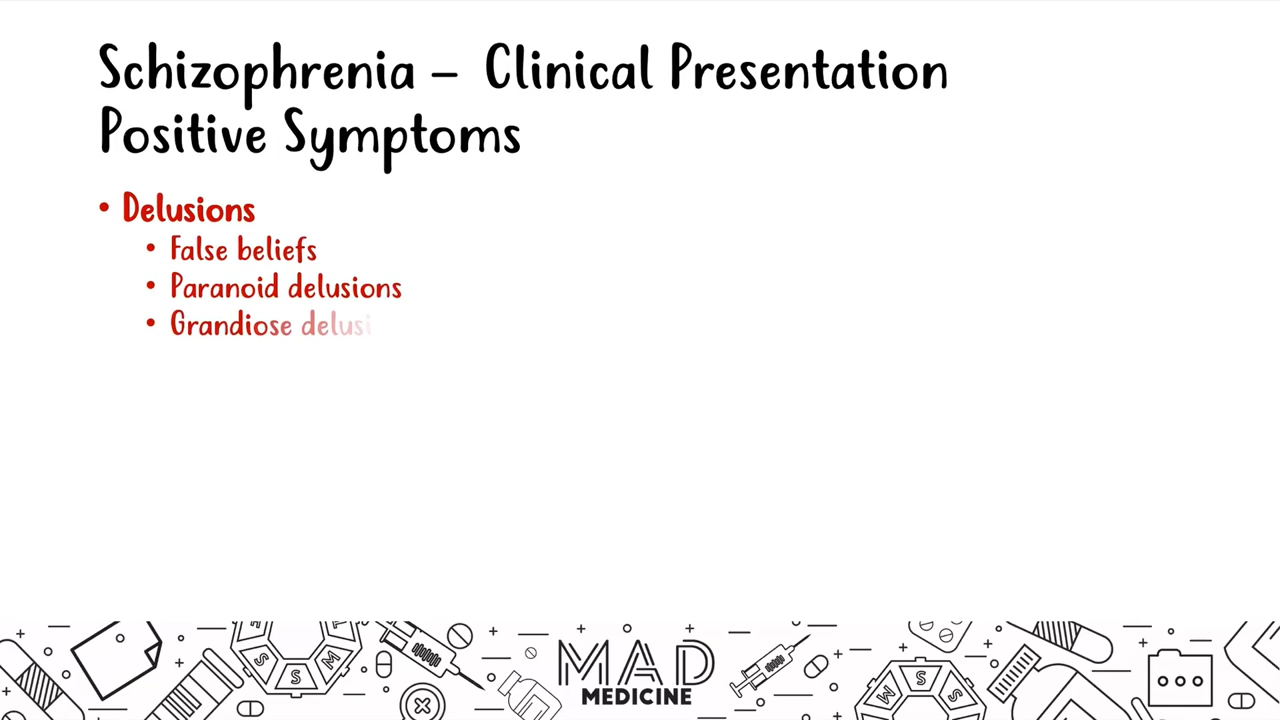 Schizophrenia – Clinical Presentation
Positive Symptoms
• Delusions
• False beliefs
• Paranoid delusions
• Grandiose delusi
MAD
MEDICINE
S
S
M
M
S
S